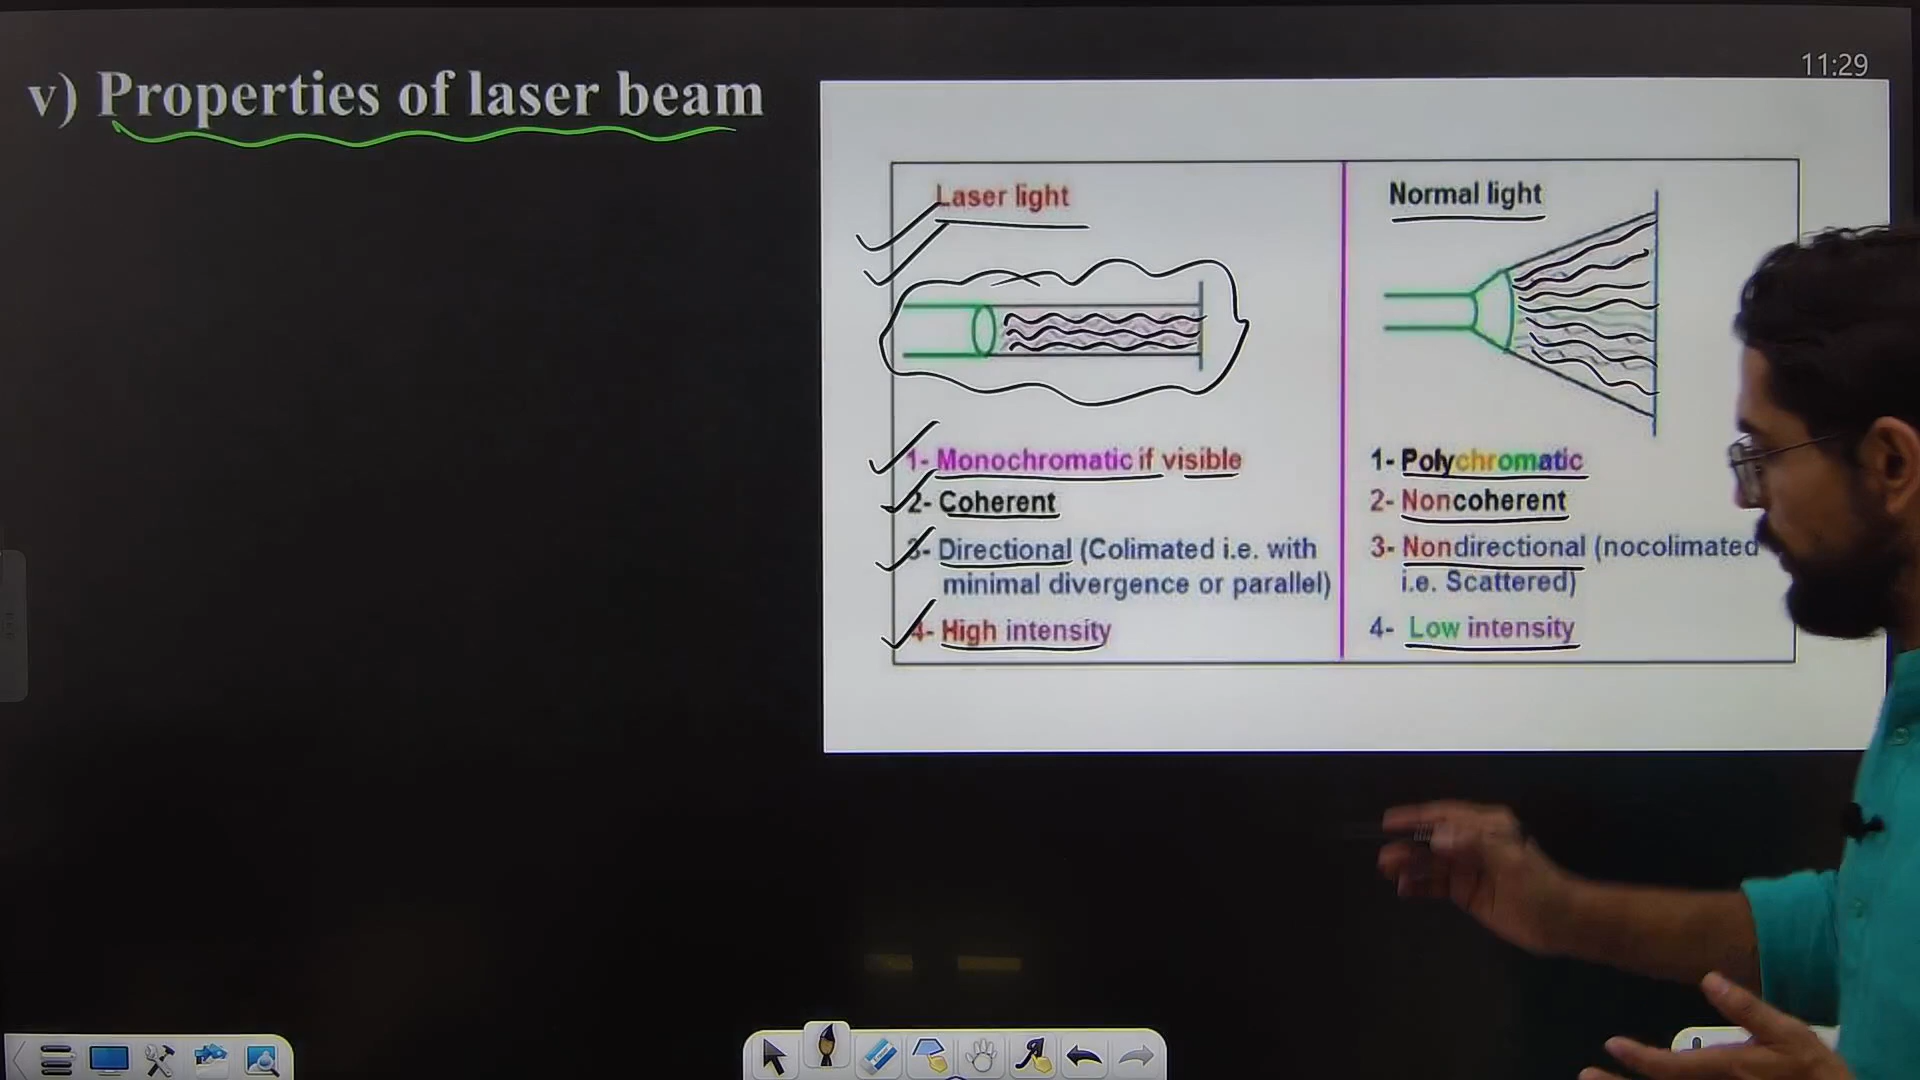 11:29
v) Properties of laser beam
Laser light
1- Monochromatic if visible
2- Coherent
3- Directional (Colimated i.e. with
minimal divergence or parallel)
4- High intensity
Normal light
1- Polychromatic
2- Noncoherent
3- Nondirectional (nocolimated
i.e. Scattered)
4- Low intensity